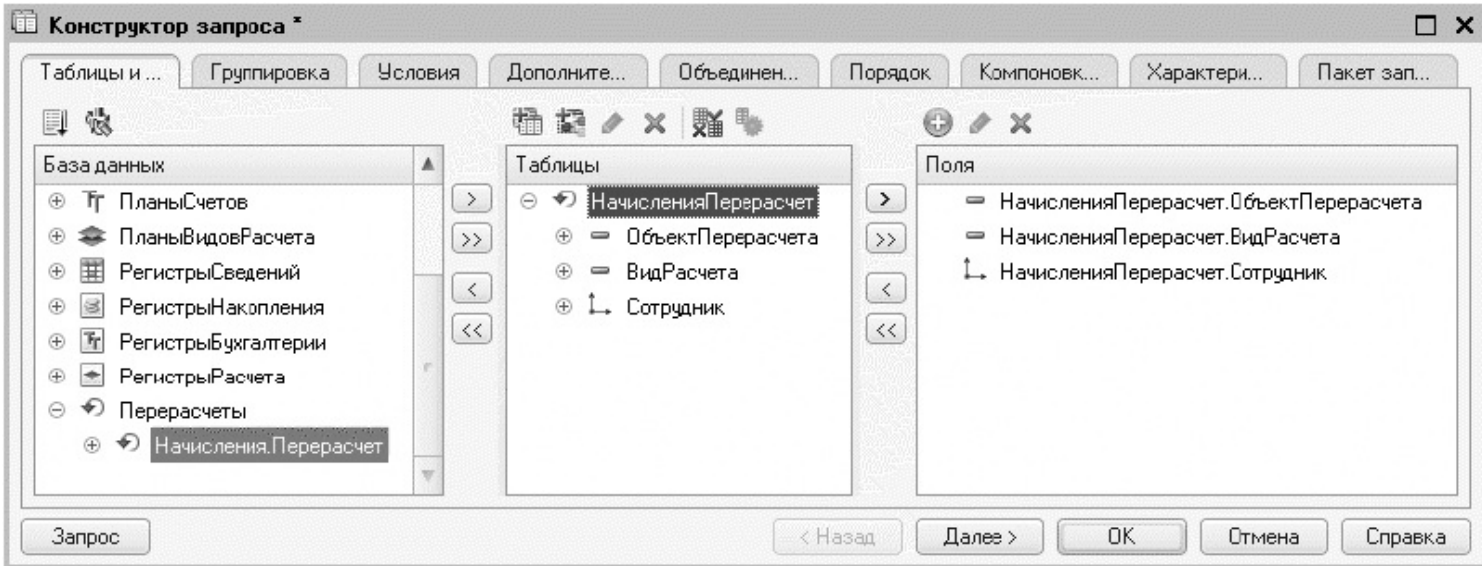 Конструктор запроса *
Таблицы и ... Группировка Условия Дополните... Объединен... Порядок Компоновк... Характери... Пакет зап...
База данных
ПланыСчетов
ПланыВидовРасчета
РегистрыСведений
РегистрыНакопления
РегистрыБухгалтерии
РегистрыРасчета
Перерасчеты
Начисления.Перерасчет
> >> < <<
Таблицы
НачисленияПерерасчет
ОбъектПерерасчета
ВидРасчета
Сотрудник
> >> < <<
Поля
НачисленияПерерасчет.ОбъектПерерасчета
НачисленияПерерасчет.ВидРасчета
НачисленияПерерасчет.Сотрудник
Запрос < Назад Далее > OK Отмена Справка